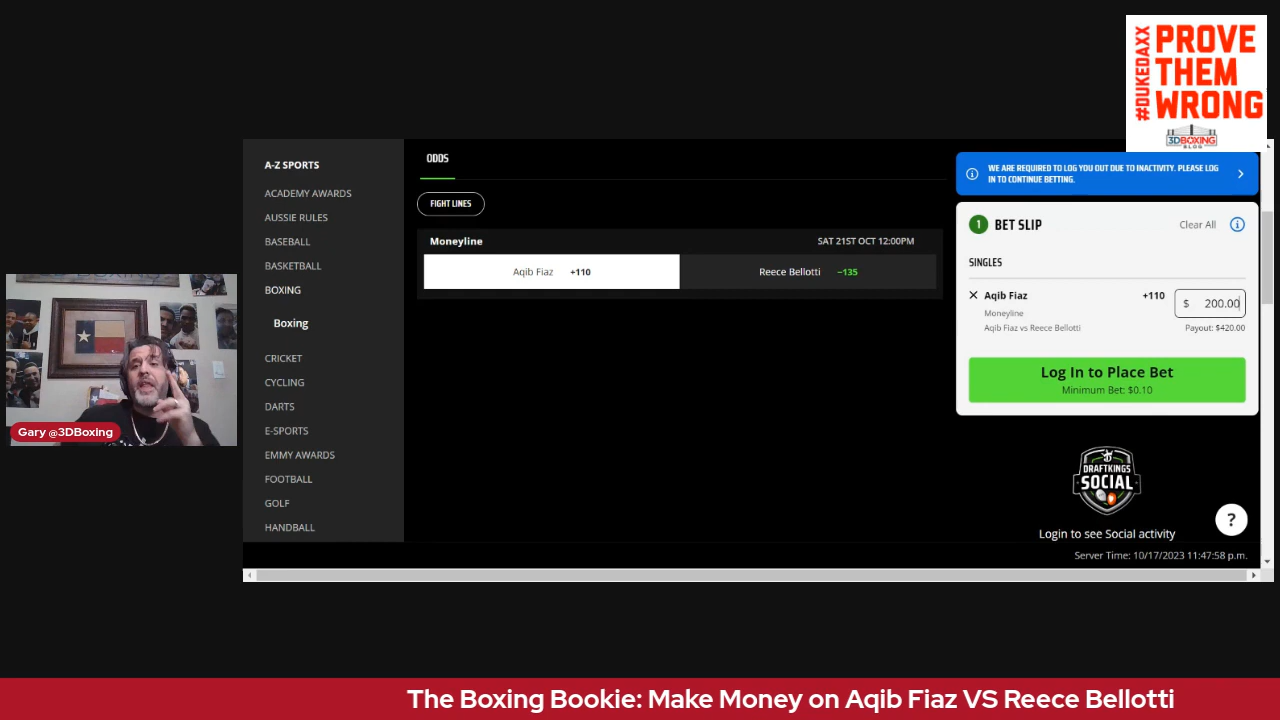 #DUKEDAXX
PROVE
THEM
WRONG
3DBOXING
BLOG
A-Z SPORTS
ACADEMY AWARDS
AUSSIE RULES
BASEBALL
BASKETBALL
BOXING
Boxing
CRICKET
CYCLING
DARTS
E-SPORTS
EMMY AWARDS
FOOTBALL
GOLF
HANDBALL
ODDS
FIGHT LINES
Moneyline SAT 21ST OCT 12:00PM
Aqib Fiaz +110 Reece Bellotti −135
WE ARE REQUIRED TO LOG YOU OUT DUE TO INACTIVITY. PLEASE LOG
IN TO CONTINUE BETTING.
1 BET SLIP Clear All
SINGLES
Aqib Fiaz +110 $ 200.00
Moneyline
Aqib Fiaz vs Reece Bellotti Payout: $420.00
Log In to Place Bet
Minimum Bet: $0.10
DRAFTKINGS
SOCIAL
?
Login to see Social activity
Server Time: 10/17/2023 11:47:58 p.m.
Gary @3DBoxing
The Boxing Bookie: Make Money on Aqib Fiaz VS Reece Bellotti